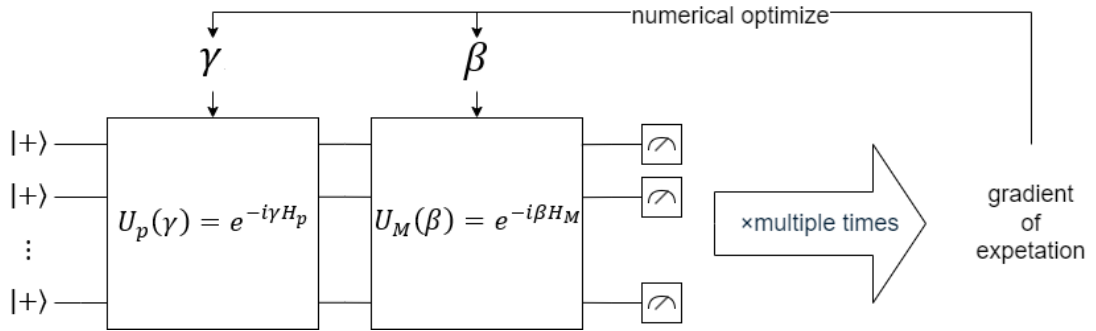 numerical optimize
γ β
|+⟩
|+⟩
U_p(γ) = e^{-iγH_p} U_M(β) = e^{-iβH_M} ×multiple times gradient
of
expetation
⋮
|+⟩